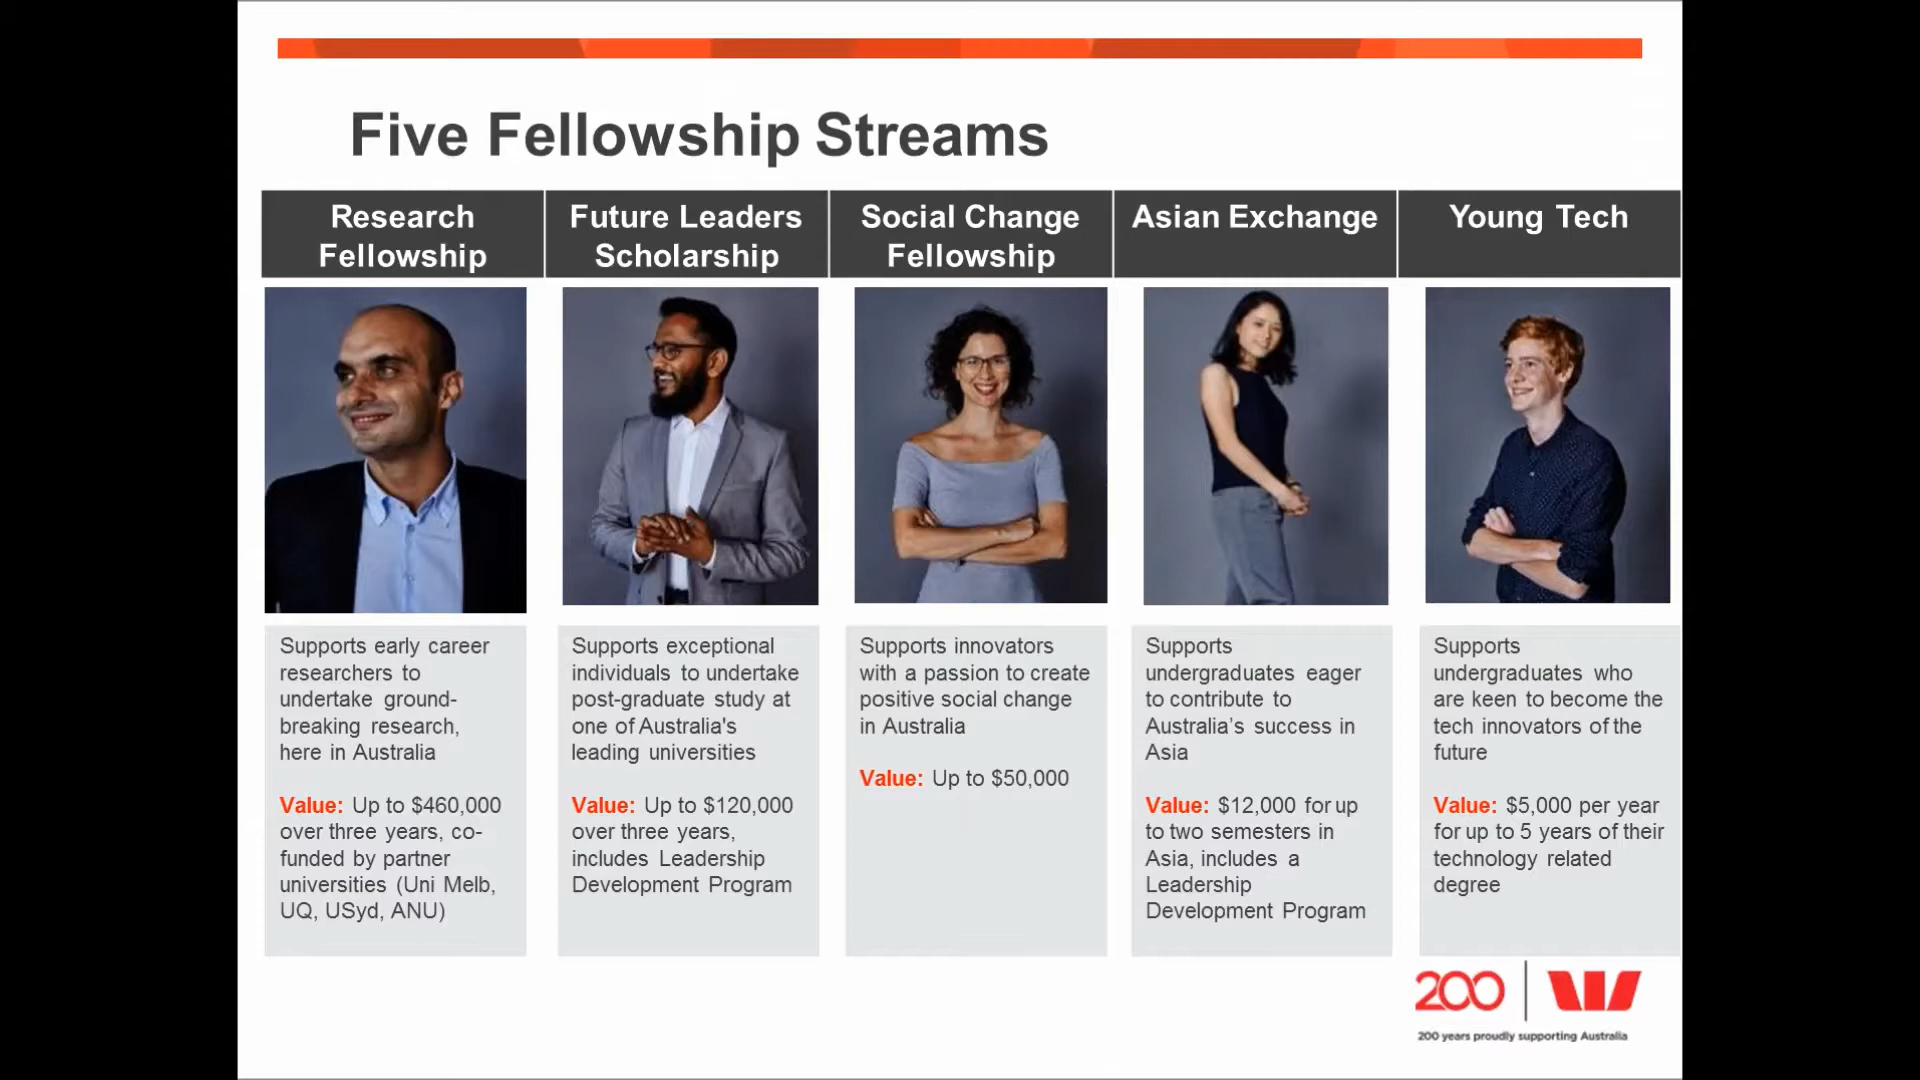 Five Fellowship Streams
Research
Fellowship
Future Leaders
Scholarship
Social Change
Fellowship
Asian Exchange
Young Tech
Supports early career
researchers to
undertake ground-
breaking research,
here in Australia
Value: Up to $460,000
over three years, co-
funded by partner
universities (Uni Melb,
UQ, USyd, ANU)
Supports exceptional
individuals to undertake
post-graduate study at
one of Australia's
leading universities
Value: Up to $120,000
over three years,
includes Leadership
Development Program
Supports innovators
with a passion to create
positive social change
in Australia
Value: Up to $50,000
Supports
undergraduates eager
to contribute to
Australia’s success in
Asia
Value: $12,000 for up
to two semesters in
Asia, includes a
Leadership
Development Program
Supports
undergraduates who
are keen to become the
tech innovators of the
future
Value: $5,000 per year
for up to 5 years of their
technology related
degree
200
200 years proudly supporting Australia